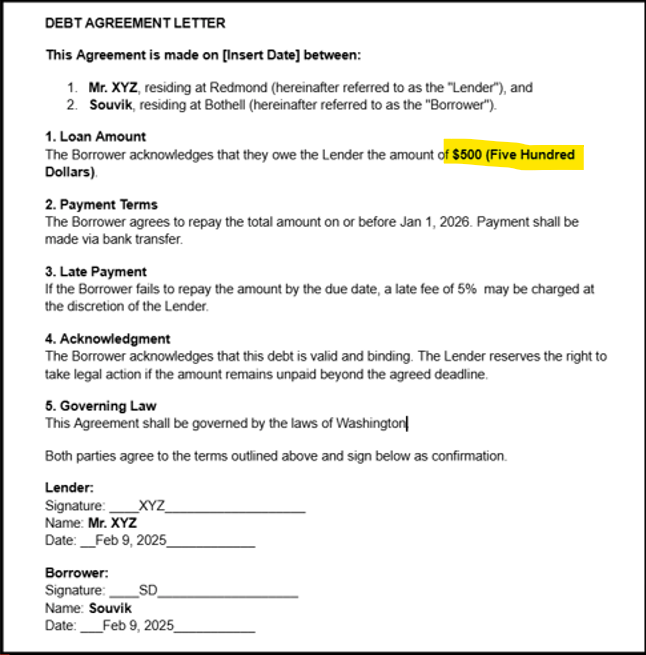 DEBT AGREEMENT LETTER
This Agreement is made on [Insert Date] between:
1. Mr. XYZ, residing at Redmond (hereinafter referred to as the "Lender"), and
2. Souvik, residing at Bothell (hereinafter referred to as the "Borrower").
1. Loan Amount
The Borrower acknowledges that they owe the Lender the amount of $500 (Five Hundred
Dollars).
2. Payment Terms
The Borrower agrees to repay the total amount on or before Jan 1, 2026. Payment shall be
made via bank transfer.
3. Late Payment
If the Borrower fails to repay the amount by the due date, a late fee of 5%  may be charged at
the discretion of the Lender.
4. Acknowledgment
The Borrower acknowledges that this debt is valid and binding. The Lender reserves the right to
take legal action if the amount remains unpaid beyond the agreed deadline.
5. Governing Law
This Agreement shall be governed by the laws of Washington
Both parties agree to the terms outlined above and sign below as confirmation.
Lender:
Signature: ____XYZ____________________
Name: Mr. XYZ
Date: __Feb 9, 2025____________
Borrower:
Signature: ____SD____________________
Name: Souvik
Date: ___Feb 9, 2025___________